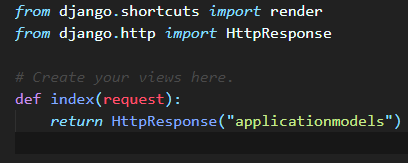 from django.shortcuts import render
from django.http import HttpResponse
# Create your views here.
def index(request):
return HttpResponse("applicationmodels")